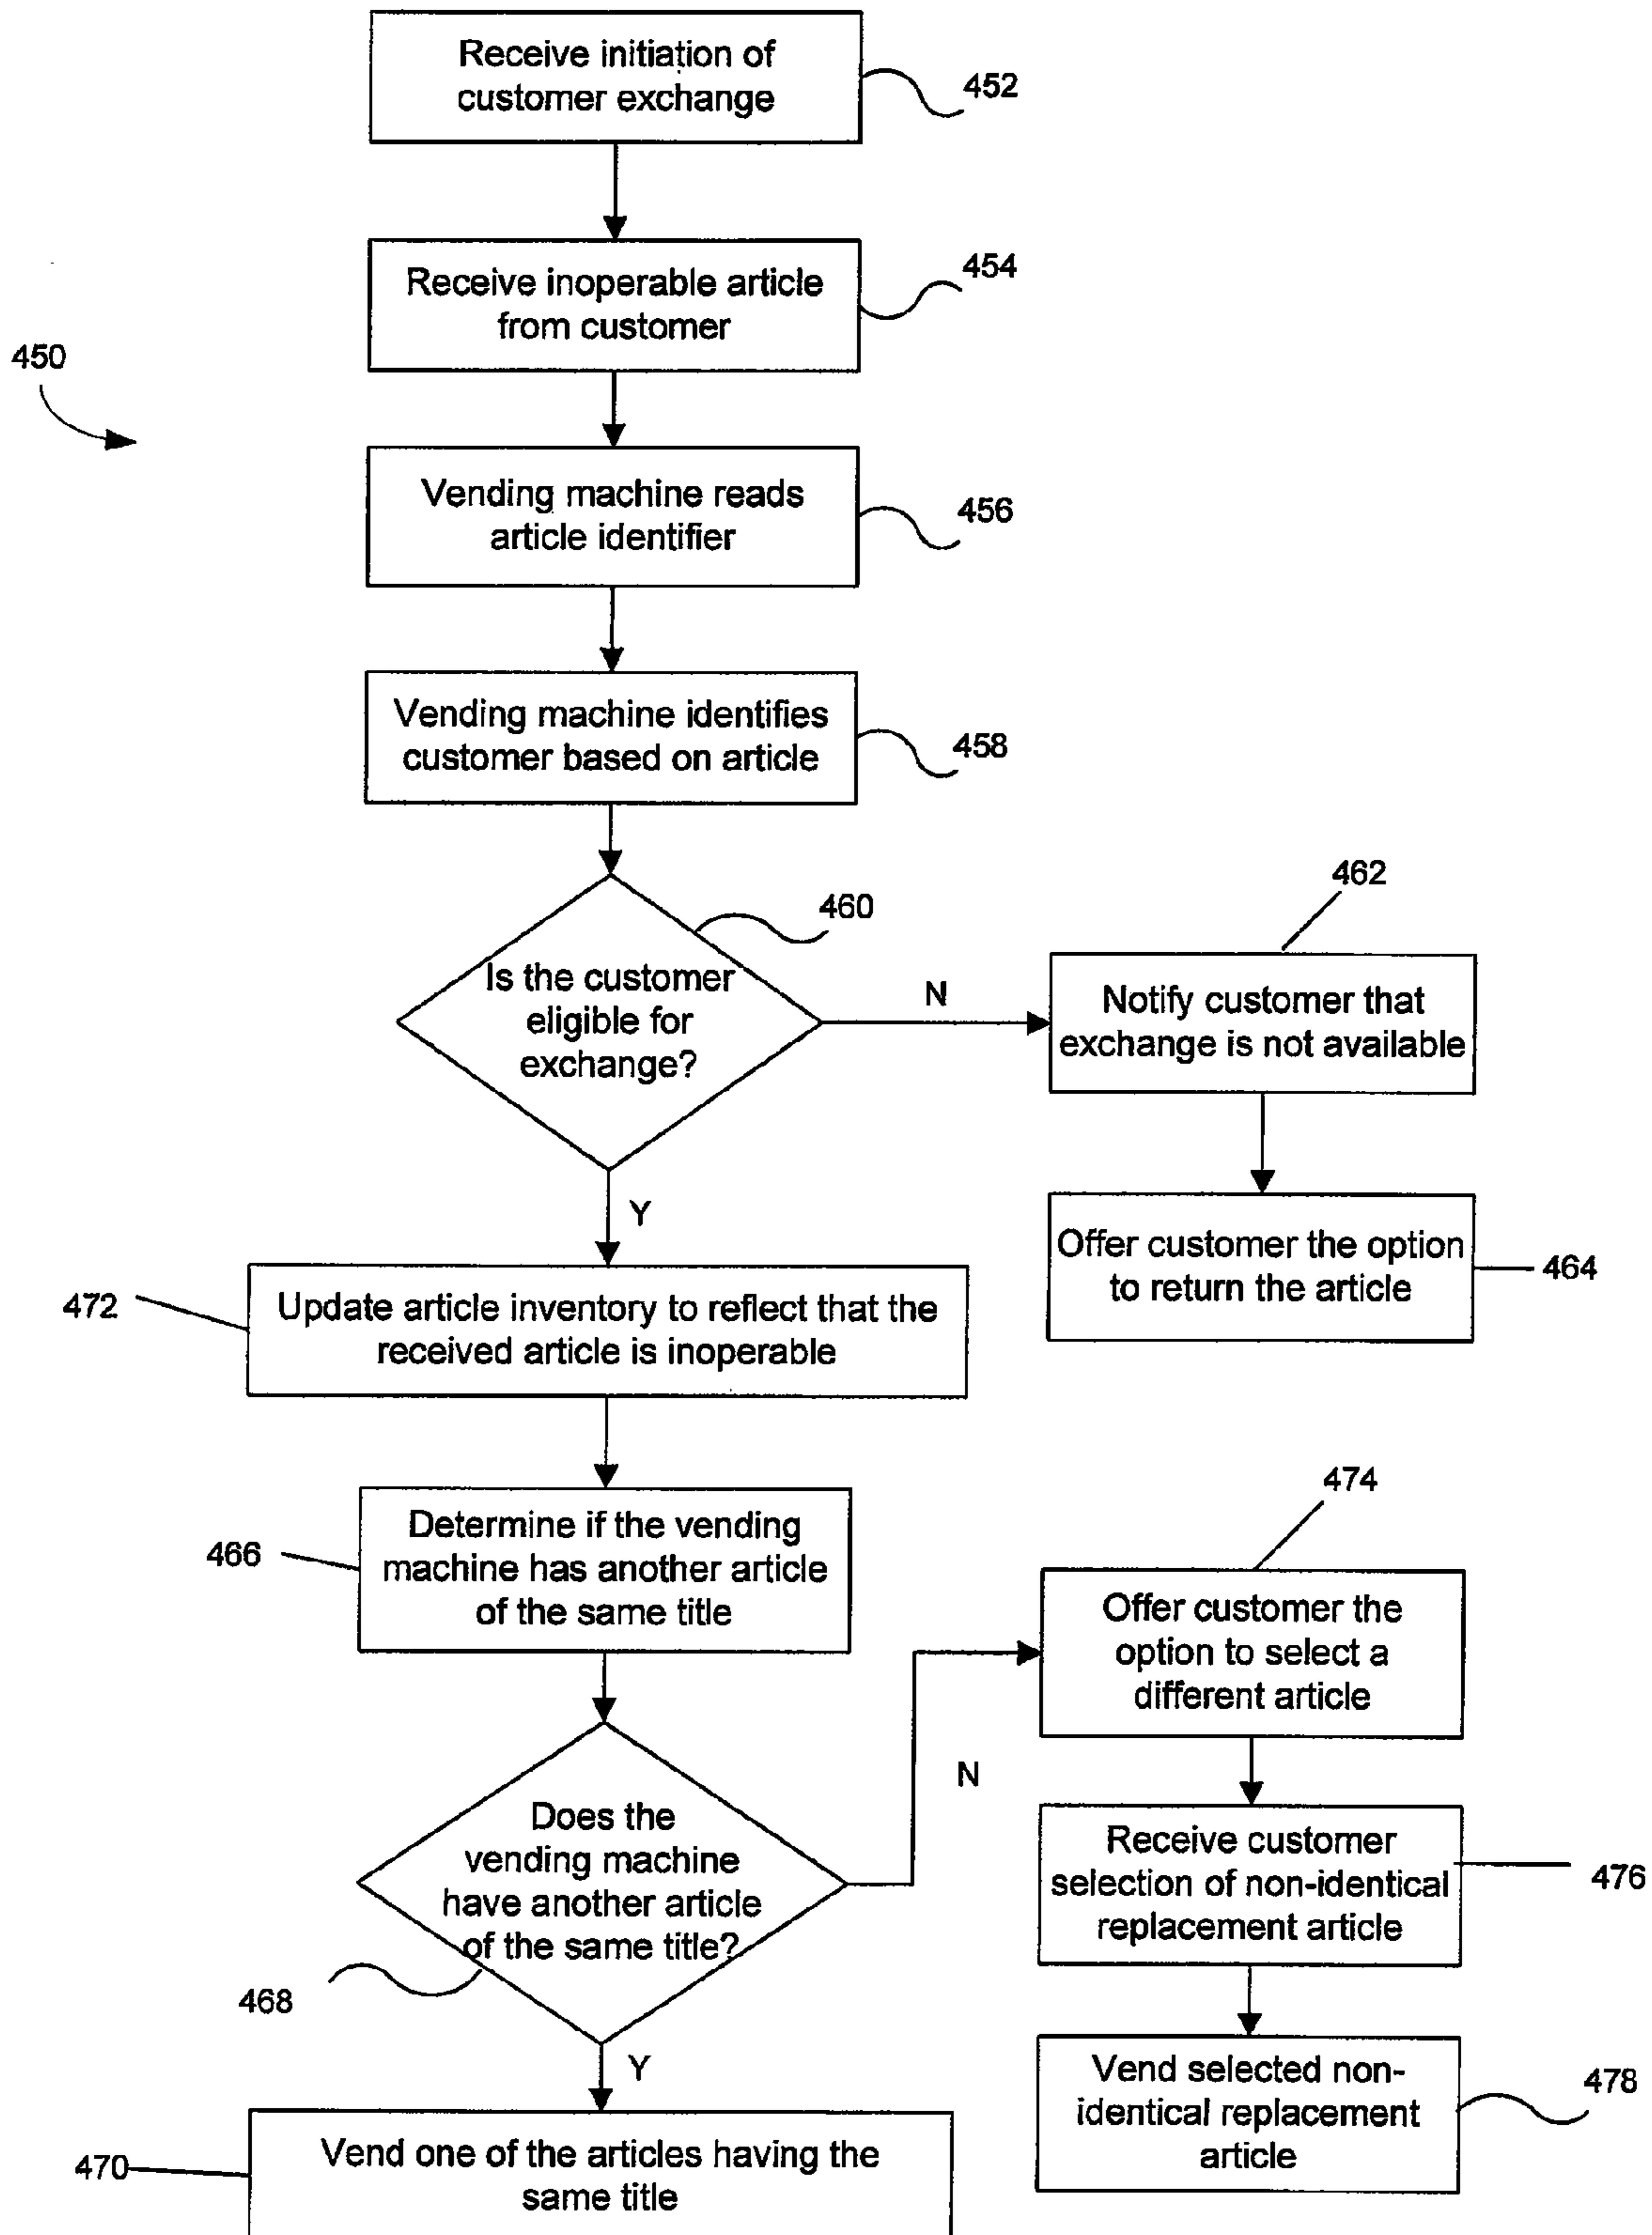 Receive initiation of
customer exchange
452
Receive inoperable article
from customer
454
450
Vending machine reads
article identifier
456
Vending machine identifies
customer based on article
458
460
Is the customer
eligible for
exchange?
N
462
Notify customer that
exchange is not available
Y
Offer customer the option
to return the article
464
472
Update article inventory to reflect that the
received article is inoperable
466
Determine if the vending
machine has another article
of the same title
474
Offer customer the
option to select a
different article
N
Does the
vending machine
have another article
of the same title?
468
Receive customer
selection of non-identical
replacement article
476
Y
Vend selected non-
identical replacement
article
478
470
Vend one of the articles having the
same title